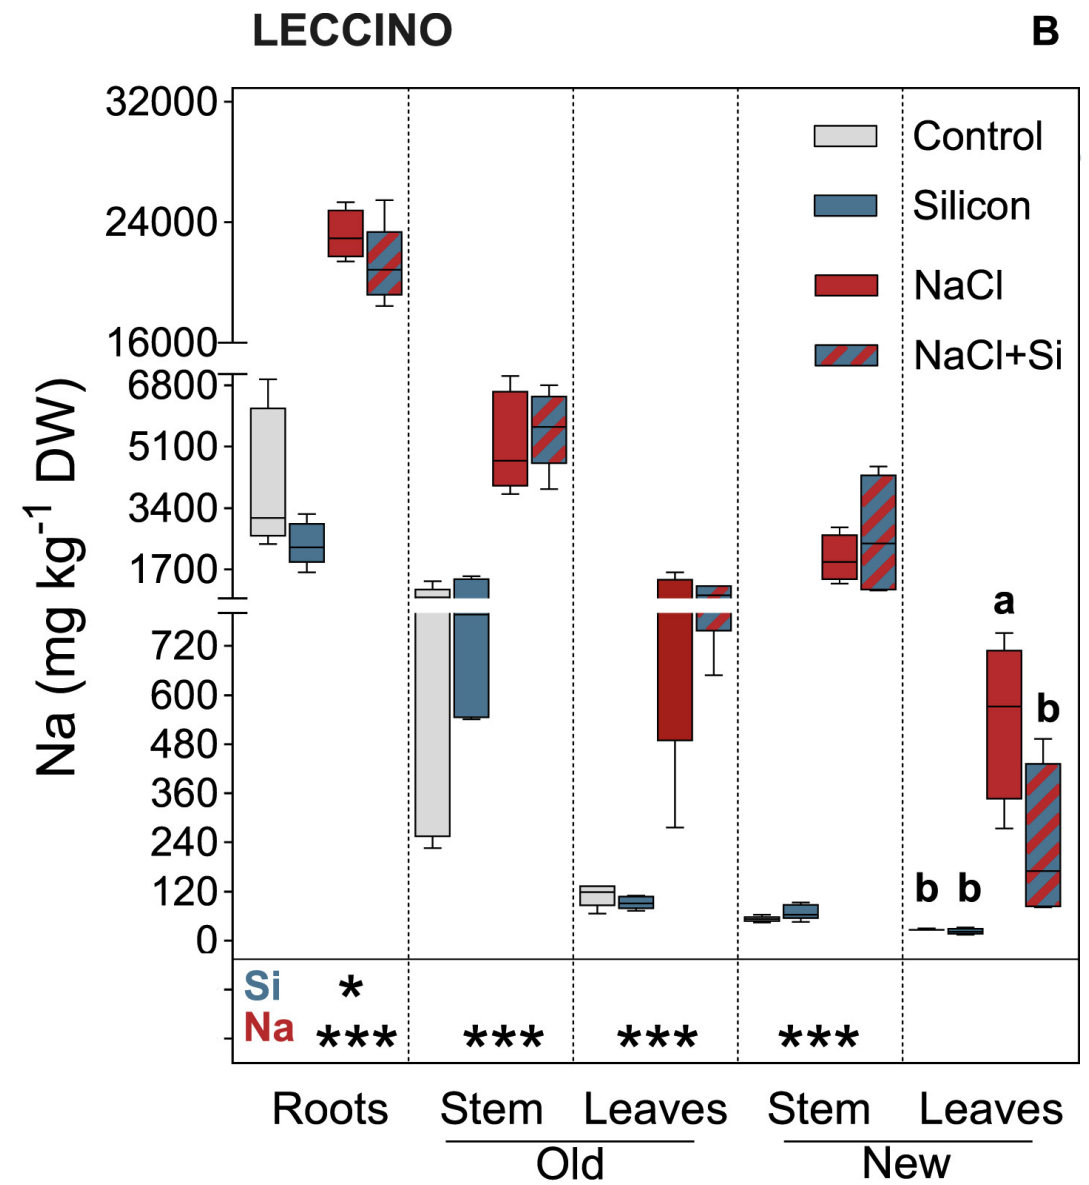 LECCINO
B
32000
24000
16000
6800
5100
3400
1700
720
600
480
360
240
120
0
Na (mg kg-1 DW)
Control
Silicon
NaCl
NaCl+Si
a
b
b b
Si *
Na *** *** *** ***
Roots Stem Leaves Stem Leaves
Old New